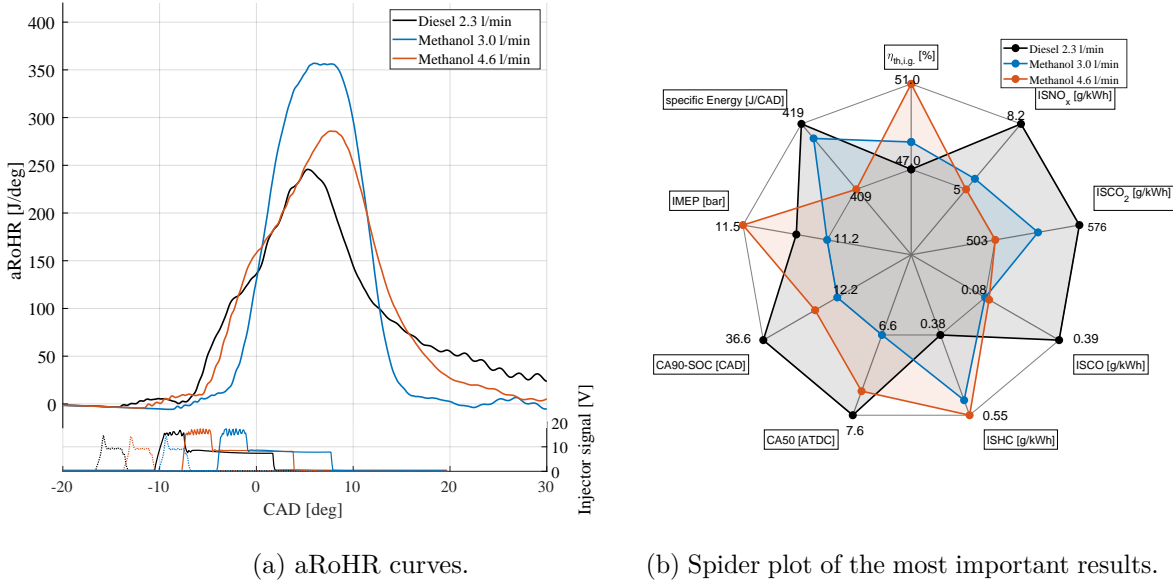 400
350
300
250
200
150
100
50
0
aRoHR [J/deg]
Diesel 2.3 l/min
Methanol 3.0 l/min
Methanol 4.6 l/min
20
10
0
Injector signal [V]
-20
-10
0
10
20
30
CAD [deg]
(a) aRoHR curves.
Diesel 2.3 l/min
Methanol 3.0 l/min
Methanol 4.6 l/min
η_th,i.g. [%]
51.0
47.0
ISNO_x [g/kWh]
8.2
5
ISCO_2 [g/kWh]
576
503
ISCO [g/kWh]
0.39
0.08
ISHC [g/kWh]
0.55
0.38
CA50 [ATDC]
7.6
6.6
CA90-SOC [CAD]
36.6
12.2
IMEP [bar]
11.5
11.2
specific Energy [J/CAD]
419
409
(b) Spider plot of the most important results.